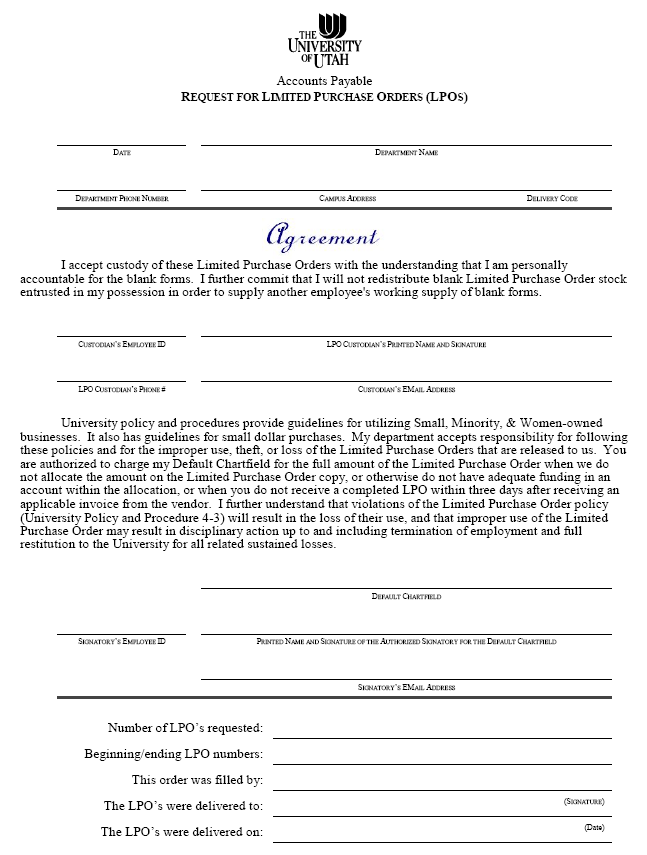 THE
UNIVERSITY
OF UTAH
Accounts Payable
REQUEST FOR LIMITED PURCHASE ORDERS (LPOS)
DATE DEPARTMENT NAME
DEPARTMENT PHONE NUMBER CAMPUS ADDRESS DELIVERY CODE
Agreement
I accept custody of these Limited Purchase Orders with the understanding that I am personally
accountable for the blank forms. I further commit that I will not redistribute blank Limited Purchase Order stock
entrusted in my possession in order to supply another employee's working supply of blank forms.
CUSTODIAN'S EMPLOYEE ID LPO CUSTODIAN'S PRINTED NAME AND SIGNATURE
LPO CUSTODIAN'S PHONE # CUSTODIAN'S EMAIL ADDRESS
University policy and procedures provide guidelines for utilizing Small, Minority, & Women-owned
businesses. It also has guidelines for small dollar purchases. My department accepts responsibility for following
these policies and for the improper use, theft, or loss of the Limited Purchase Orders that are released to us. You
are authorized to charge my Default Chartfield for the full amount of the Limited Purchase Order when we do
not allocate the amount on the Limited Purchase Order copy, or otherwise do not have adequate funding in an
account within the allocation, or when you do not receive a completed LPO within three days after receiving an
applicable invoice from the vendor. I further understand that violations of the Limited Purchase Order policy
(University Policy and Procedure 4-3) will result in the loss of their use, and that improper use of the Limited
Purchase Order may result in disciplinary action up to and including termination of employment and full
restitution to the University for all related sustained losses.
DEFAULT CHARTFIELD
SIGNATORY'S EMPLOYEE ID PRINTED NAME AND SIGNATURE OF THE AUTHORIZED SIGNATORY FOR THE DEFAULT CHARTFIELD
SIGNATORY'S EMAIL ADDRESS
Number of LPO's requested:
Beginning/ending LPO numbers:
This order was filled by:
The LPO's were delivered to: (SIGNATURE)
The LPO's were delivered on: (Date)